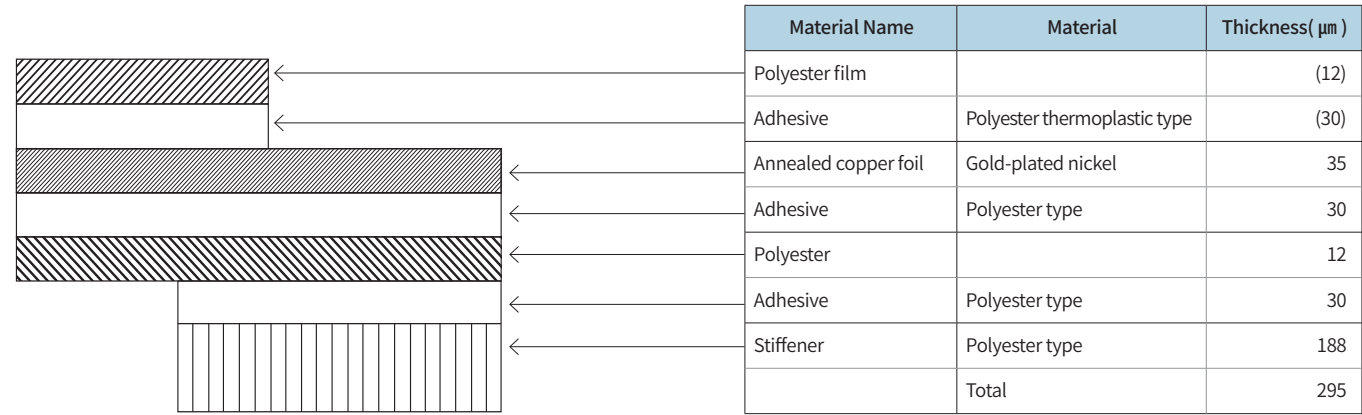 Material Name Material Thickness( ㎛ )
Polyester film (12)
Adhesive Polyester thermoplastic type (30)
Annealed copper foil Gold-plated nickel 35
Adhesive Polyester type 30
Polyester 12
Adhesive Polyester type 30
Stiffener Polyester type 188
Total 295